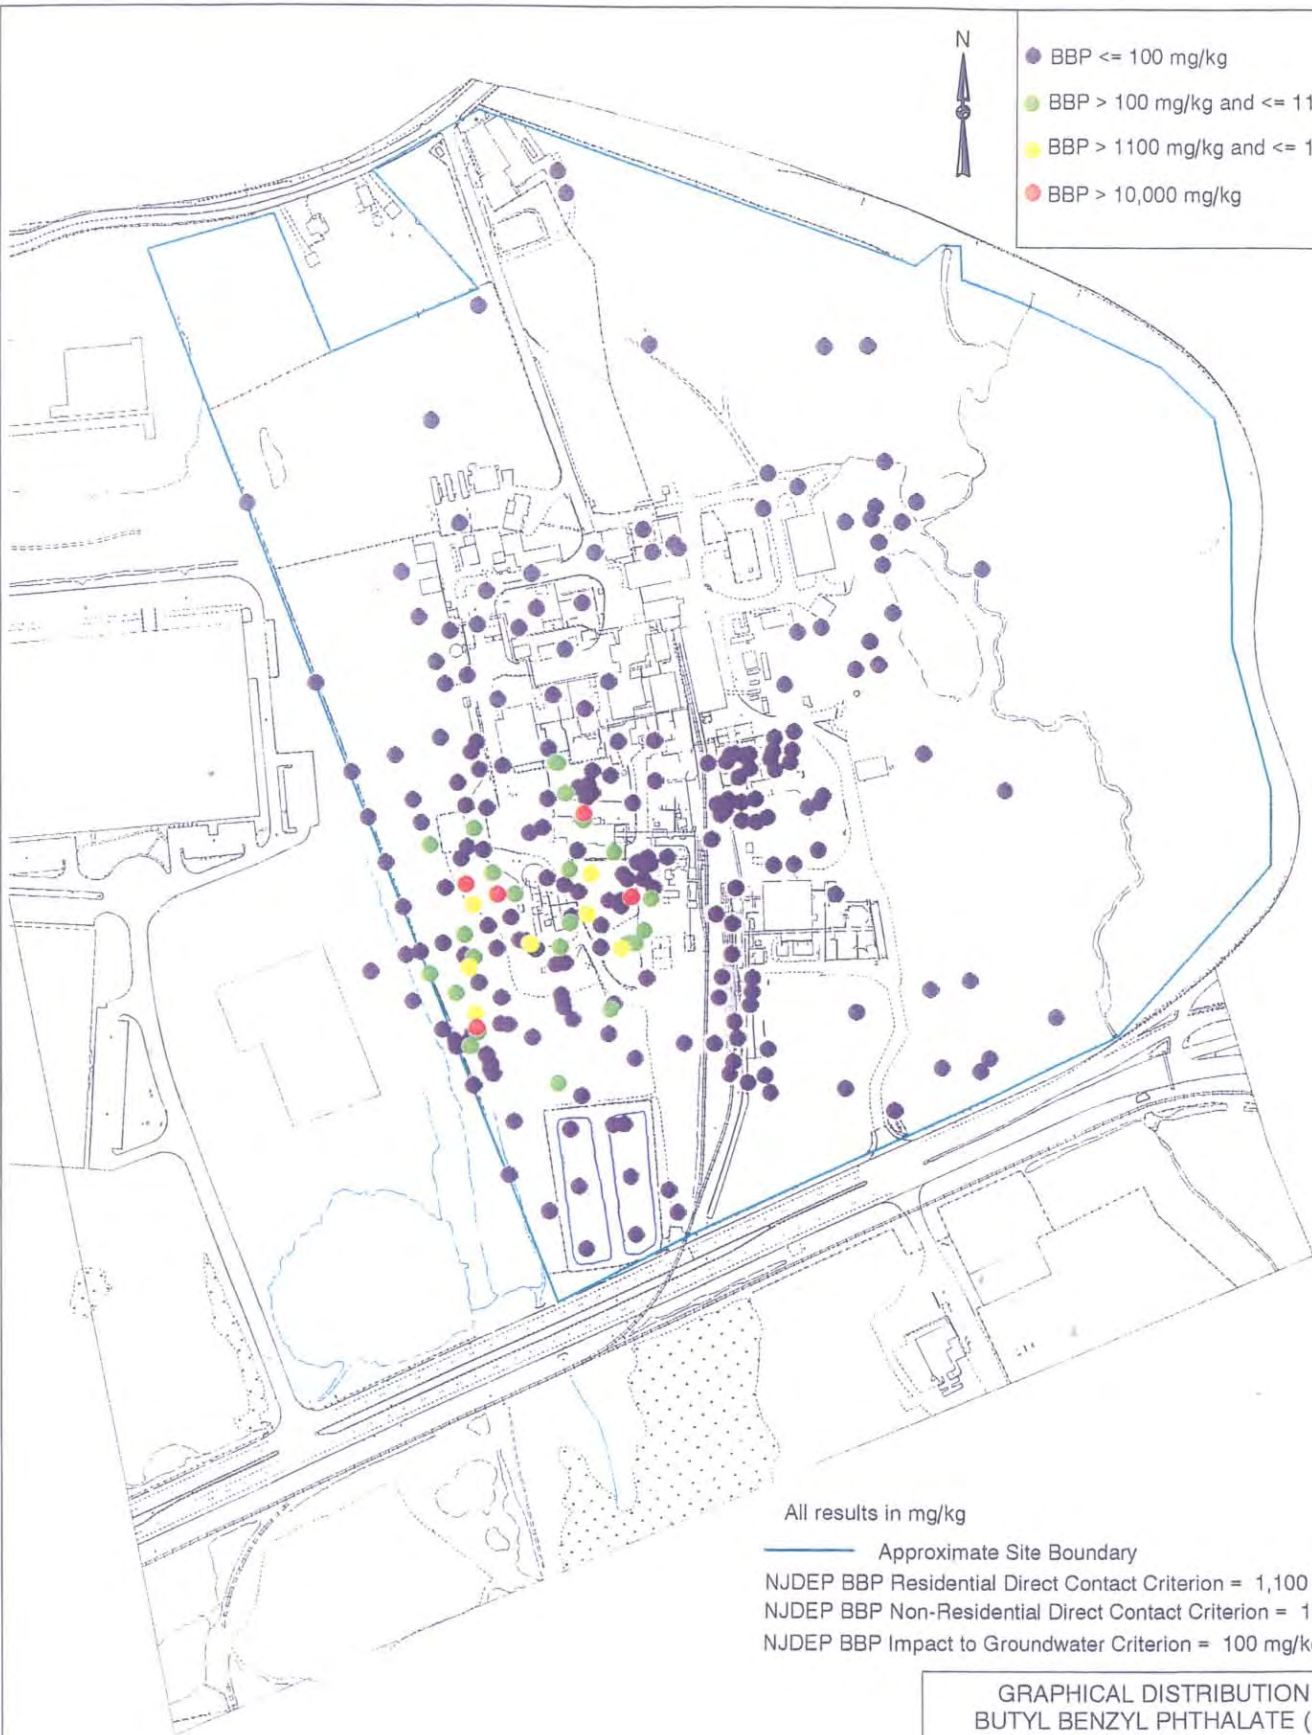 N
BBP <= 100 mg/kg
BBP > 100 mg/kg and <= 11
BBP > 1100 mg/kg and <= 1
BBP > 10,000 mg/kg
All results in mg/kg
Approximate Site Boundary
NJDEP BBP Residential Direct Contact Criterion = 1,100
NJDEP BBP Non-Residential Direct Contact Criterion = 1
NJDEP BBP Impact to Groundwater Criterion = 100 mg/k
GRAPHICAL DISTRIBUTION
BUTYL BENZYL PHTHALATE (